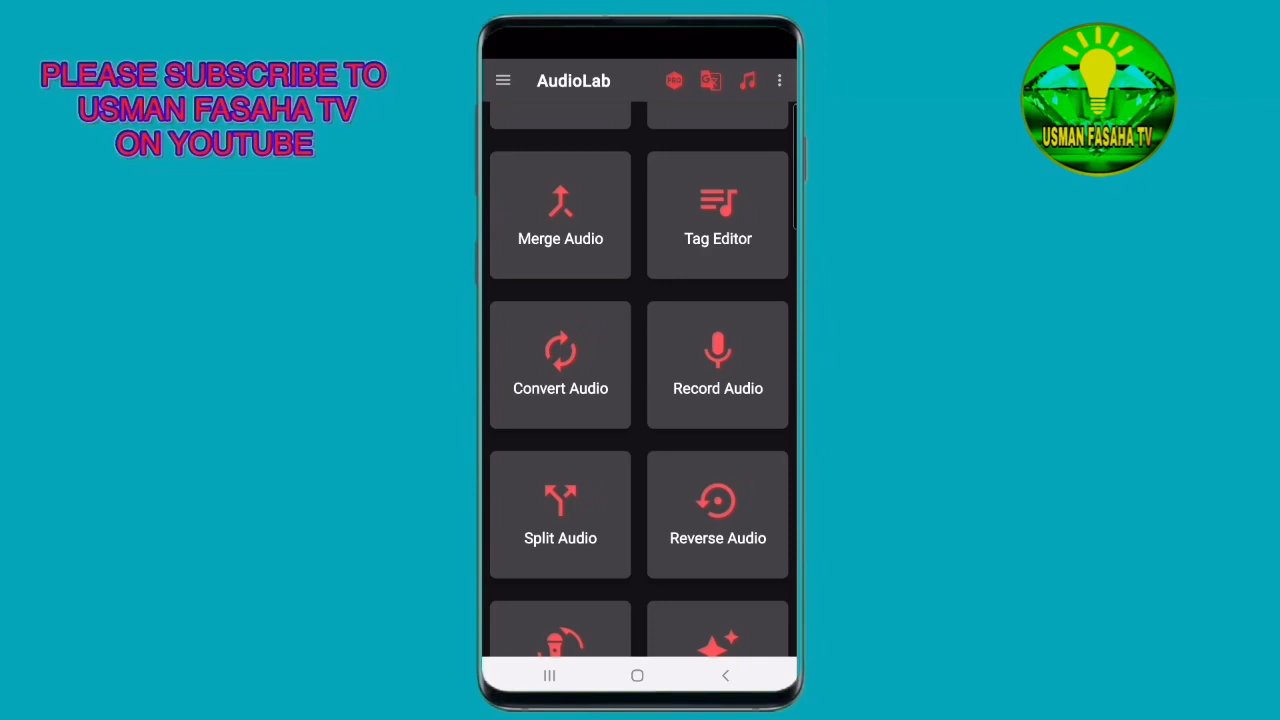 PLEASE SUBSCRIBE TO
USMAN FASAHA TV
ON YOUTUBE
USMAN FASAHA TV
AudioLab
PRO
Merge Audio
Tag Editor
Convert Audio
Record Audio
Split Audio
Reverse Audio